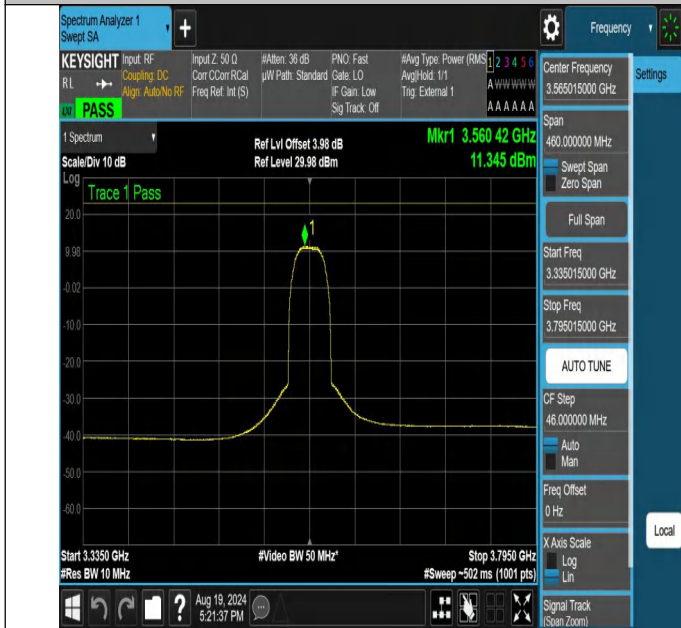 Spectrum Analyzer 1
Swept SA
+
Frequency
KEYSIGHT Input: RF
RL
Coupling: DC
Align: Auto/No RF
PASS
Input Z: 50 Ω
Corr CCorr RCal
Freq Ref: Int (S)
#Atten: 36 dB
µW Path: Standard
PNO: Fast
Gate: LO
IF Gain: Low
Sig Track: Off
#Avg Type: Power (RMS
Avg|Hold: 1/1
Trig: External 1
1 2 3 4 5 6
A W W W W W
A A A A A A
1 Spectrum
Scale/Div 10 dB
Log
Ref Lvl Offset 3.98 dB
Ref Level 29.98 dBm
Mkr1 3.560 42 GHz
11.345 dBm
Trace 1 Pass
1
20.0
9.98
-0.02
-10.0
-20.0
-30.0
-40.0
-50.0
-60.0
Start 3.3350 GHz
#Res BW 10 MHz
#Video BW 50 MHz*
Stop 3.7950 GHz
#Sweep ~502 ms (1001 pts)
Aug 19, 2024
5:21:37 PM
?
Center Frequency
3.565015000 GHz
Settings
Span
460.000000 MHz
Swept Span
Zero Span
Full Span
Start Freq
3.335015000 GHz
Stop Freq
3.795015000 GHz
AUTO TUNE
CF Step
46.000000 MHz
Auto
Man
Freq Offset
0 Hz
Local
X Axis Scale
Log
Lin
Signal Track
(Span Zoom)